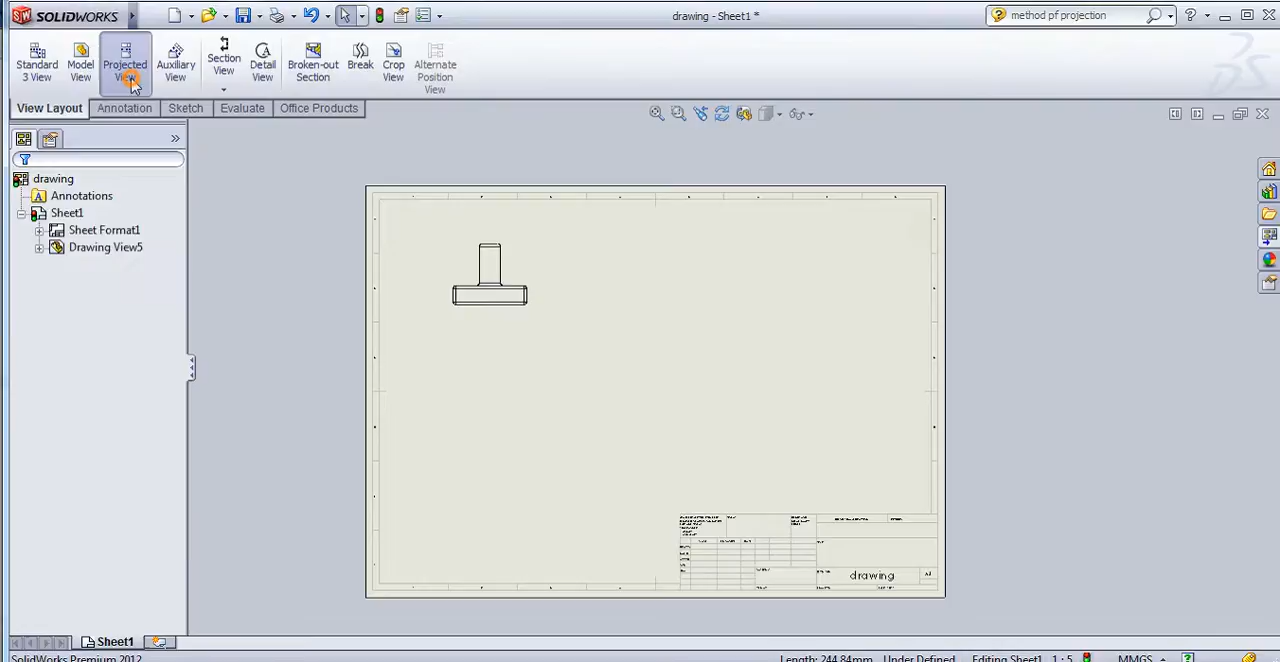 SOLIDWORKS
drawing - Sheet1 *
method pf projection
Standard 3 View
Model View
Projected View
Auxiliary View
Section View
Detail View
Broken-out Section
Break
Crop View
Alternate Position View
View Layout
Annotation
Sketch
Evaluate
Office Products
drawing
Annotations
Sheet1
Sheet Format1
Drawing View5
drawing
Sheet1
SolidWorks Premium 2012
Length: 244.84mm
Under Defined
Editing Sheet1
1 : 5
MMGS